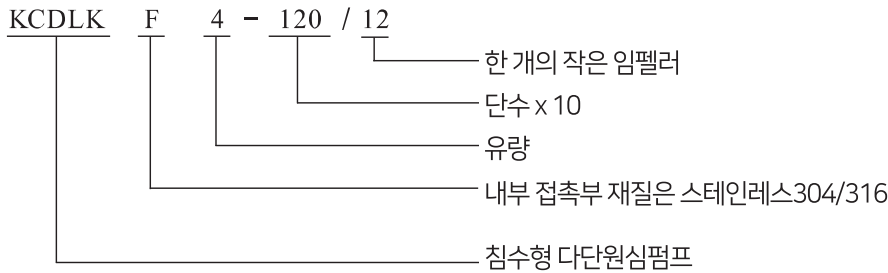 KCDLK F 4 - 120 / 12
한 개의 작은 임펠러
단수 x 10
유량
내부 접촉부 재질은 스테인레스304/316
침수형 다단원심펌프